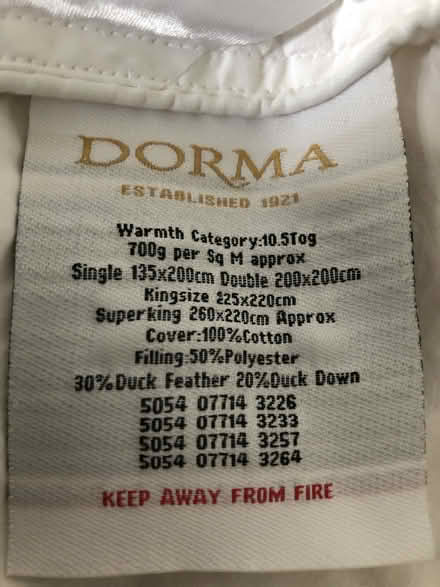 DORMA
ESTABLISHED 1921
Warmth Category:10.5Tog
700g per Sq M approx
Single 135x200cm Double 200x200cm
Kingsize 225x220cm
Superking 260x220cm Approx
Cover:100%Cotton
Filling:50%Polyester
30%Duck Feather 20%Duck Down
5054 07714 3226
5054 07714 3233
5054 07714 3257
5054 07714 3264
KEEP AWAY FROM FIRE